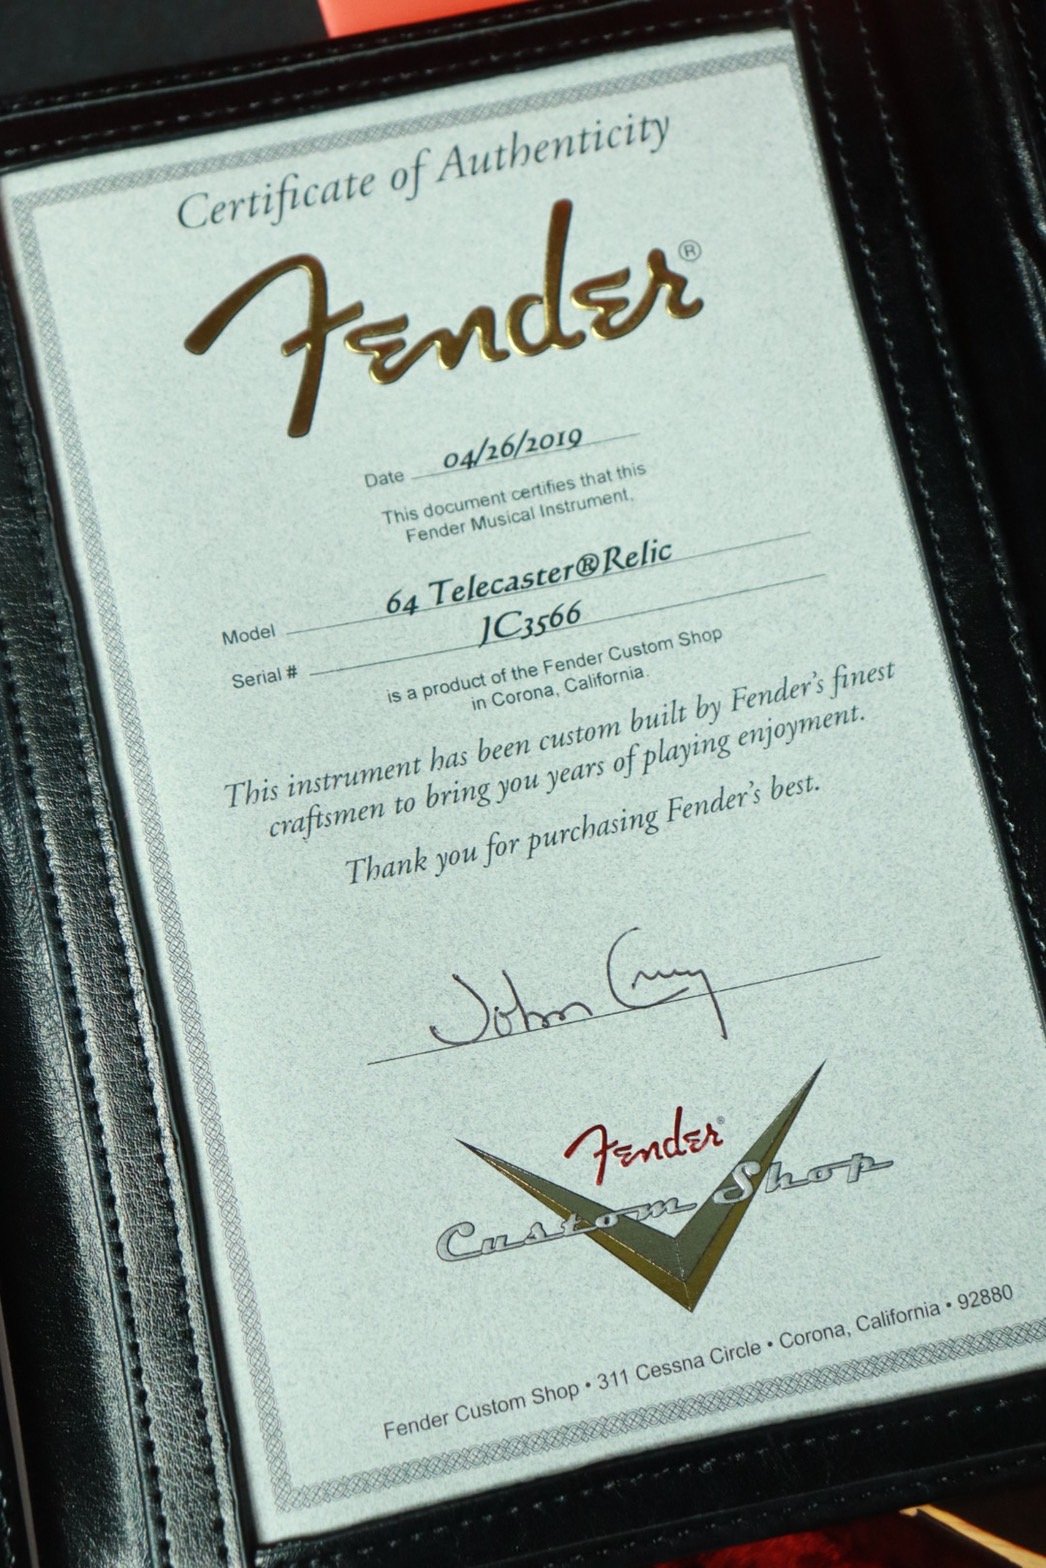 Certificate of Authenticity
Fender®
Date 04/26/2019
This document certifies that this
Fender Musical Instrument,
Model 64 Telecaster®Relic
Serial # JC3566
is a product of the Fender Custom Shop
in Corona, California.
This instrument has been custom built by Fender's finest
craftsmen to bring you years of playing enjoyment.
Thank you for purchasing Fender's best.
John Cruz
Fender®
Custom Shop
Fender Custom Shop • 311 Cessna Circle • Corona, California • 92880